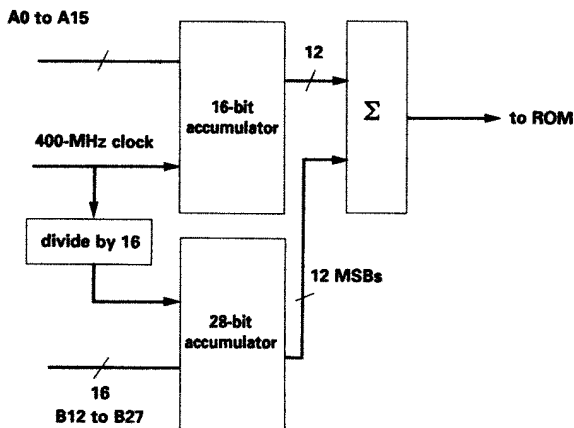 A0 to A15
12
16-bit
accumulator
Σ
to ROM
400-MHz clock
divide by 16
12 MSBs
28-bit
accumulator
16
B12 to B27